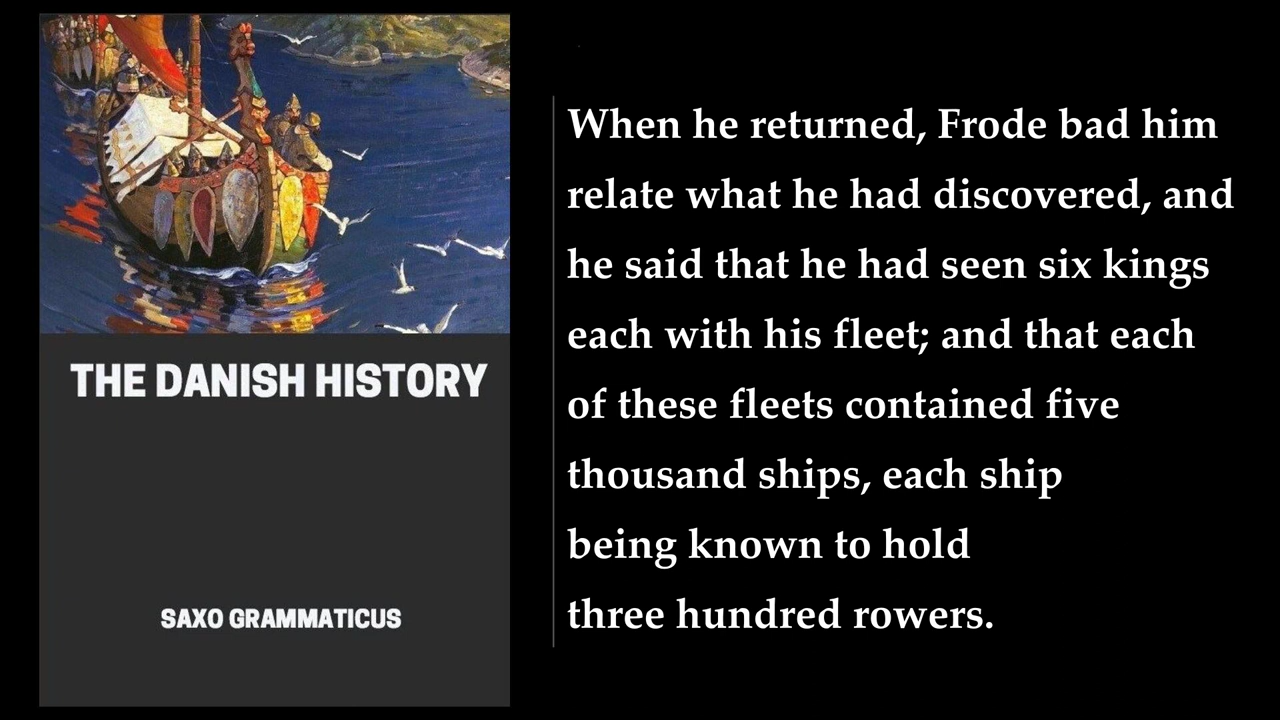 THE DANISH HISTORY
SAXO GRAMMATICUS
When he returned, Frode bad him
relate what he had discovered, and
he said that he had seen six kings
each with his fleet; and that each
of these fleets contained five
thousand ships, each ship
being known to hold
three hundred rowers.